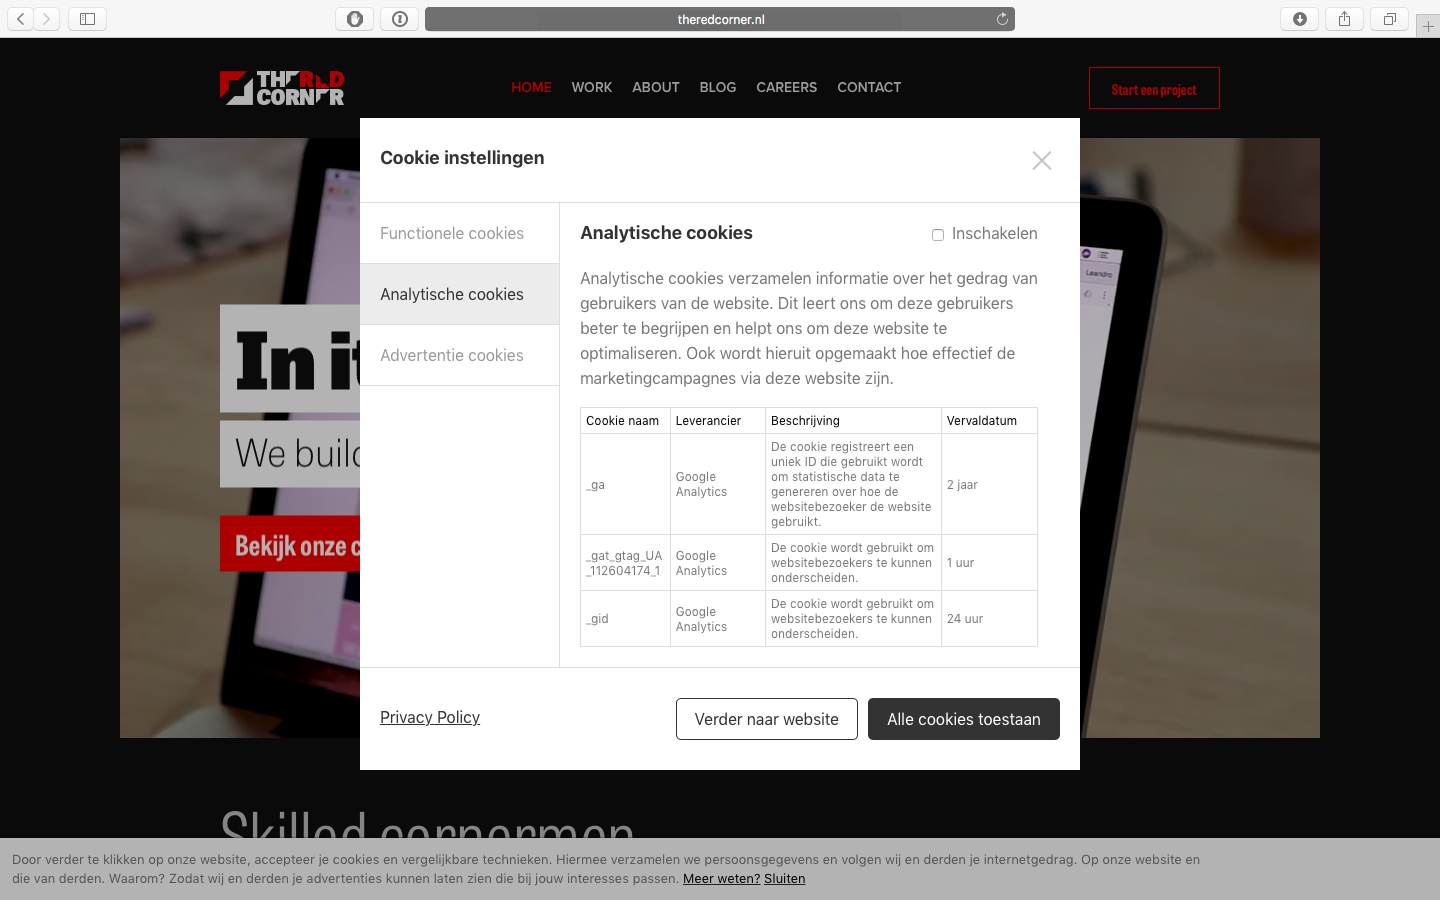 theredcorner.nl
THE RED
CORNER
HOME WORK ABOUT BLOG CAREERS CONTACT
Start een project
Cookie instellingen
Functionele cookies
Analytische cookies
Advertentie cookies
Analytische cookies
Inschakelen
Analytische cookies verzamelen informatie over het gedrag van
gebruikers van de website. Dit leert ons om deze gebruikers
beter te begrijpen en helpt ons om deze website te
optimaliseren. Ook wordt hieruit opgemaakt hoe effectief de
marketingcampagnes via deze website zijn.
Cookie naam Leverancier Beschrijving Vervaldatum
_ga
Google
Analytics
De cookie registreert een
uniek ID die gebruikt wordt
om statistische data te
genereren over hoe de
websitebezoeker de website
gebruikt.
2 jaar
_gat_gtag_UA
_112604174_1
Google
Analytics
De cookie wordt gebruikt om
websitebezoekers te kunnen
onderscheiden.
1 uur
_gid
Google
Analytics
De cookie wordt gebruikt om
websitebezoekers te kunnen
onderscheiden.
24 uur
Privacy Policy
Verder naar website
Alle cookies toestaan
In it
We build
Bekijk onze c
Leandro
Skilled cornermen
Door verder te klikken op onze website, accepteer je cookies en vergelijkbare technieken. Hiermee verzamelen we persoonsgegevens en volgen wij en derden je internetgedrag. Op onze website en
die van derden. Waarom? Zodat wij en derden je advertenties kunnen laten zien die bij jouw interesses passen. Meer weten? Sluiten